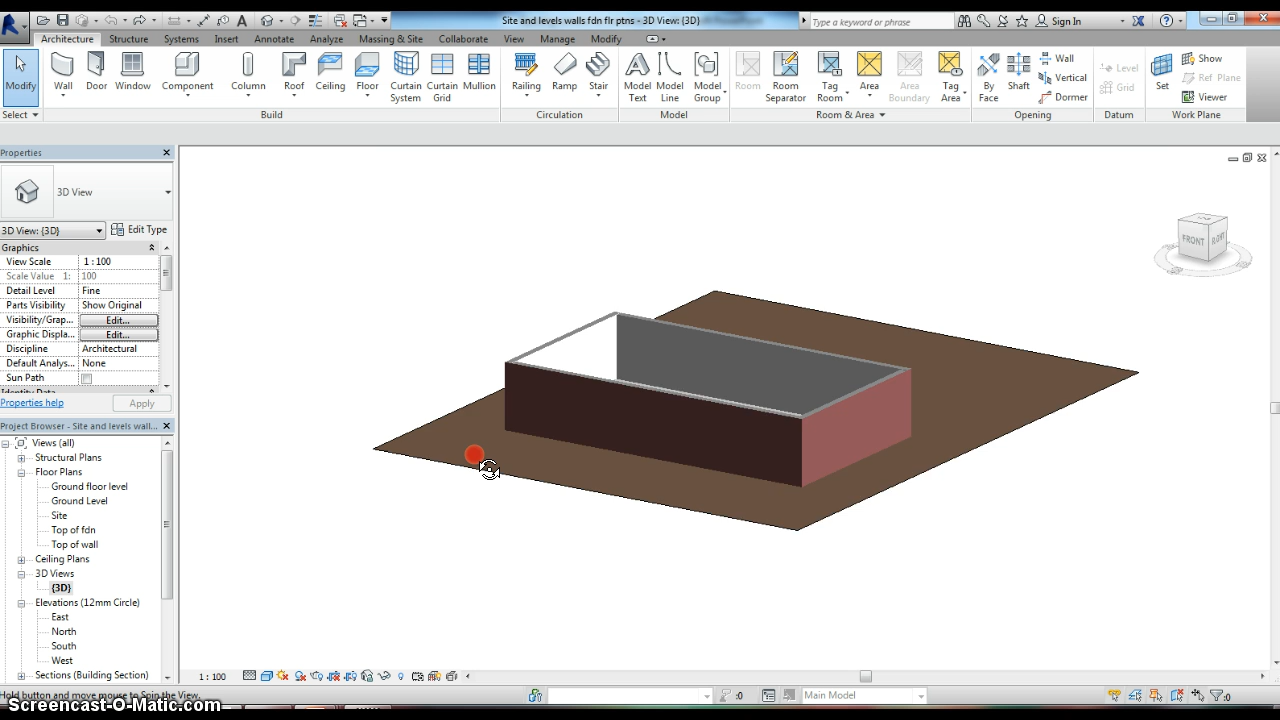 Site and levels walls fdn flr ptns - 3D View: {3D}
Type a keyword or phrase
Sign In
Architecture Structure Systems Insert Annotate Analyze Massing & Site Collaborate View Manage Modify
Modify
Wall Door Window Component Column Roof Ceiling Floor Curtain System Curtain Grid Mullion
Railing Ramp Stair
Model Text Model Line Model Group
Room Room Separator Tag Room Area Area Boundary Tag Area
By Face Shaft Wall Vertical Dormer
Level Grid
Set Show Ref Plane Viewer
Select Build Circulation Model Room & Area Opening Datum Work Plane
Properties
3D View
3D View: {3D} Edit Type
Graphics
View Scale 1 : 100
Scale Value 1: 100
Detail Level Fine
Parts Visibility Show Original
Visibility/Grap... Edit...
Graphic Displa... Edit...
Discipline Architectural
Default Analys... None
Sun Path
Identity Data
Properties help Apply
Project Browser - Site and levels wall...
Views (all)
Structural Plans
Floor Plans
Ground floor level
Ground Level
Site
Top of fdn
Top of wall
Ceiling Plans
3D Views
{3D}
Elevations (12mm Circle)
East
North
South
West
Sections (Building Section)
FRONT
1 : 100
Hold button and move mouse to Spin the View.
:0
Main Model
:0
Screencast-O-Matic.com